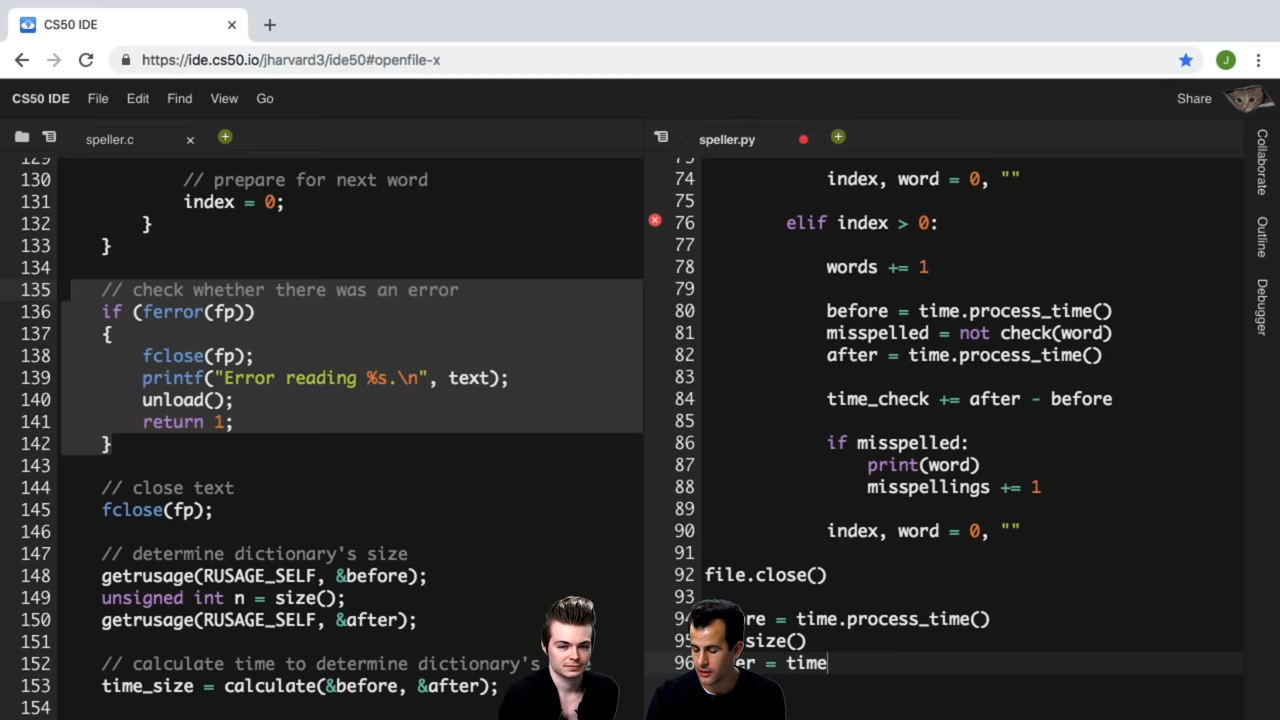 CS50 IDE
https://ide.cs50.io/jharvard3/ide50#openfile-x
J
CS50 IDE File Edit Find View Go Share
speller.c
129
130 // prepare for next word
131 index = 0;
132 }
133 }
134
135 // check whether there was an error
136 if (ferror(fp))
137 {
138 fclose(fp);
139 printf("Error reading %s.\n", text);
140 unload();
141 return 1;
142 }
143
144 // close text
145 fclose(fp);
146
147 // determine dictionary's size
148 getrusage(RUSAGE_SELF, &before);
149 unsigned int n = size();
150 getrusage(RUSAGE_SELF, &after);
151
152 // calculate time to determine dictionary's
153 time_size = calculate(&before, &after);
154
speller.py
73
74 index, word = 0, ""
75
76 elif index > 0:
77
78 words += 1
79
80 before = time.process_time()
81 misspelled = not check(word)
82 after = time.process_time()
83
84 time_check += after - before
85
86 if misspelled:
87 print(word)
88 misspellings += 1
89
90 index, word = 0, ""
91
92 file.close()
93
94 = time.process_time()
95 size()
96 = time
Collaborate
Outline
Debugger